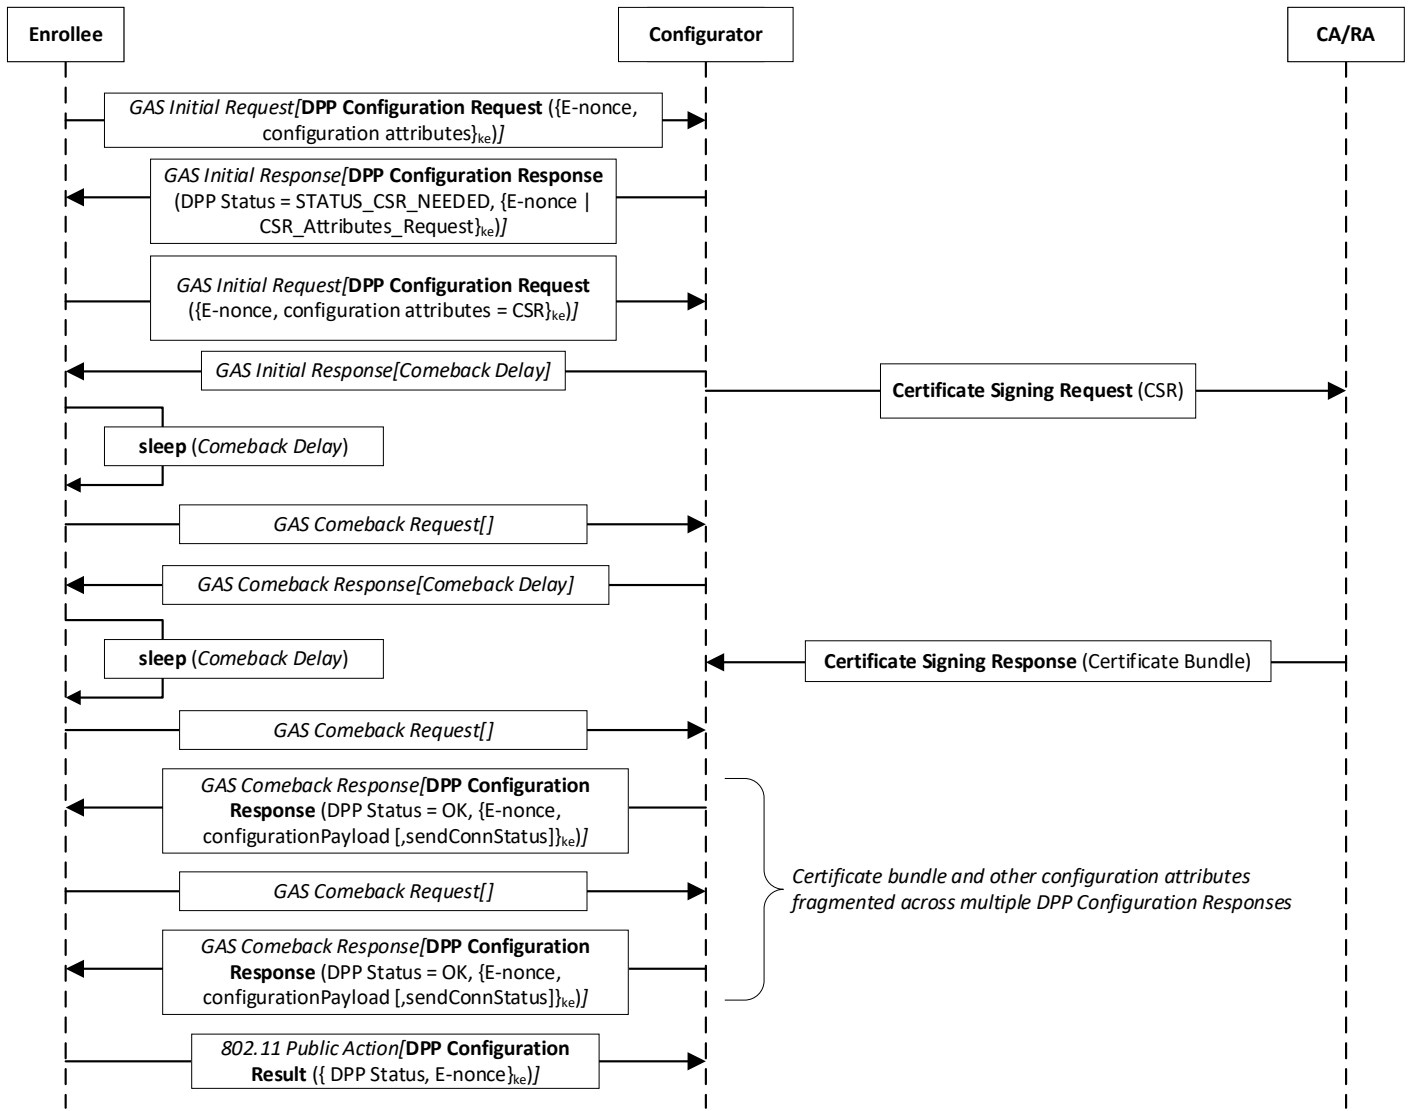 Enrollee
Configurator
CA/RA
GAS Initial Request[DPP Configuration Request ({E-nonce,
configuration attributes}ke)]
GAS Initial Response[DPP Configuration Response
(DPP Status = STATUS_CSR_NEEDED, {E-nonce |
CSR_Attributes_Request}ke)]
GAS Initial Request[DPP Configuration Request
({E-nonce, configuration attributes = CSR}ke)]
GAS Initial Response[Comeback Delay]
Certificate Signing Request (CSR)
sleep (Comeback Delay)
GAS Comeback Request[]
GAS Comeback Response[Comeback Delay]
sleep (Comeback Delay)
Certificate Signing Response (Certificate Bundle)
GAS Comeback Request[]
GAS Comeback Response[DPP Configuration
Response (DPP Status = OK, {E-nonce,
configurationPayload [,sendConnStatus]}ke)]
GAS Comeback Request[]
Certificate bundle and other configuration attributes
fragmented across multiple DPP Configuration Responses
GAS Comeback Response[DPP Configuration
Response (DPP Status = OK, {E-nonce,
configurationPayload [,sendConnStatus]}ke)]
802.11 Public Action[DPP Configuration
Result ({ DPP Status, E-nonce}ke)]